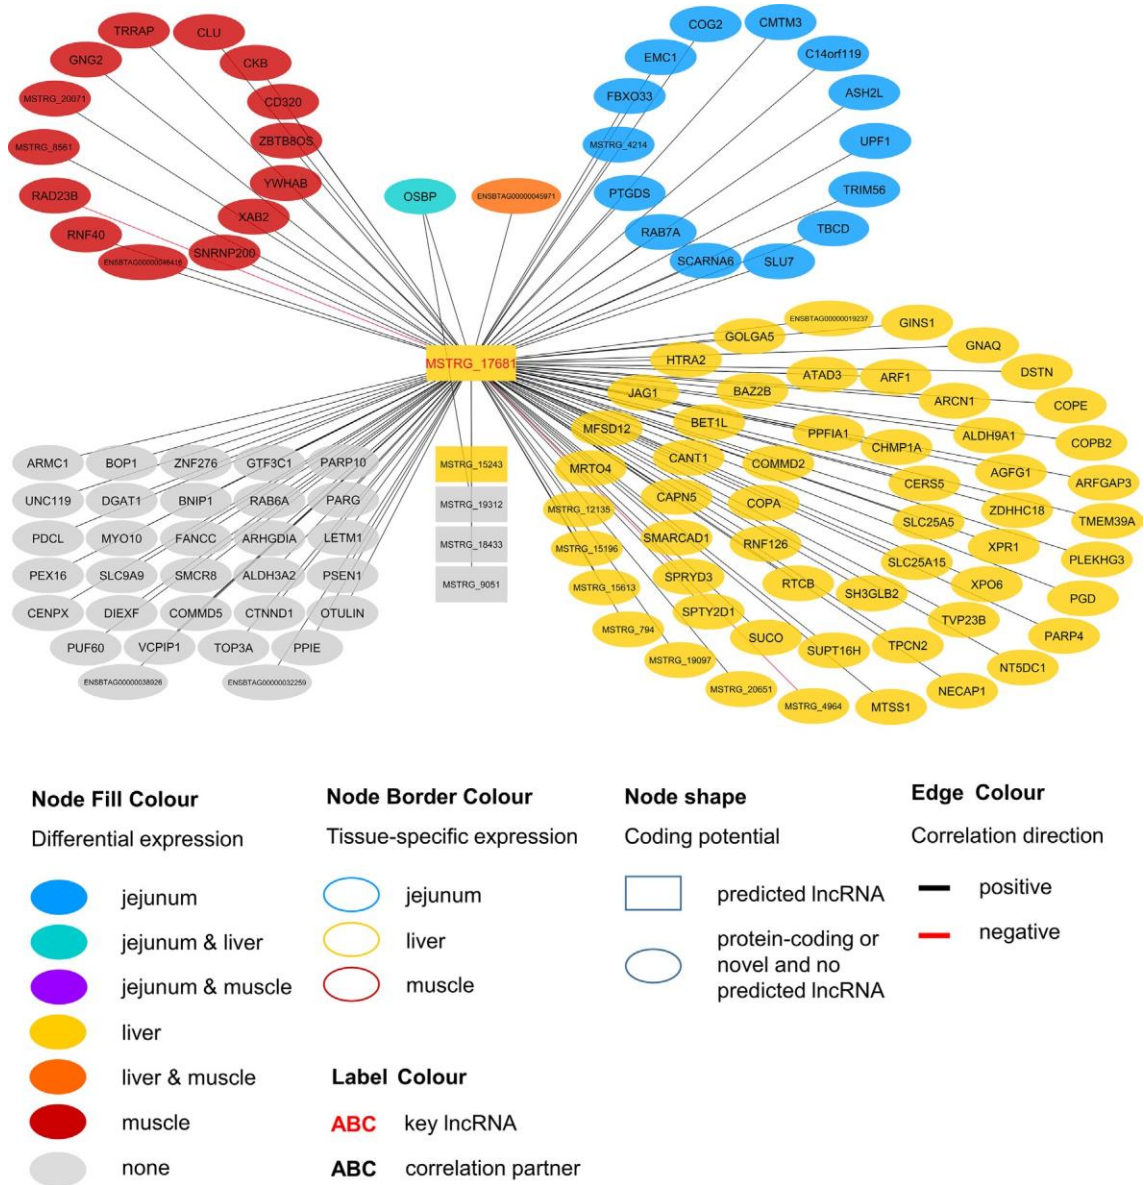 TRRAP
CLU
GNG2
CKB
MSTRG_20071
CD320
MSTRG_8561
ZBTB8OS
RAD23B
YWHAB
RNF40
XAB2
ENSBTAG00000046416
SNRNP200
OSBP
ENSBTAG00000045971
COG2
CMTM3
EMC1
C14orf119
FBXO33
ASH2L
MSTRG_4214
UPF1
PTGDS
TRIM56
RAB7A
TBCD
SCARNA6
SLU7
MSTRG_17681
ENSBTAG00000019237
GINS1
GOLGA5
GNAQ
HTRA2
DSTN
ATAD3
ARF1
JAG1
BAZ2B
ARCN1
COPE
MFSD12
BET1L
PPFIA1
CHMP1A
ALDH9A1
COPB2
MRTO4
CANT1
COMMD2
AGFG1
ARFGAP3
CERS5
CAPN5
COPA
ZDHHC18
TMEM39A
MSTRG_12135
SLC25A5
SMARCAD1
RNF126
XPR1
PLEKHG3
MSTRG_15196
SLC25A15
SPRYD3
RTCB
XPO6
PGD
MSTRG_15613
SH3GLB2
SPTY2D1
TVP23B
PARP4
MSTRG_794
SUCO
SUPT16H
TPCN2
NT5DC1
MSTRG_19097
MSTRG_20651
NECAP1
MSTRG_4964
MTSS1
ARMC1 BOP1 ZNF276 GTF3C1 PARP10
UNC119 DGAT1 BNIP1 RAB6A PARG
PDCL MYO10 FANCC ARHGDIA LETM1
PEX16 SLC9A9 SMCR8 ALDH3A2 PSEN1
CENPX DIEXF COMMD5 CTNND1 OTULIN
PUF60 VCPIP1 TOP3A PPIE
ENSBTAG00000038926 ENSBTAG00000032259
MSTRG_15243
MSTRG_19312
MSTRG_18433
MSTRG_9051
Node Fill Colour
Differential expression
jejunum
jejunum & liver
jejunum & muscle
liver
liver & muscle
muscle
none
Node Border Colour
Tissue-specific expression
jejunum
liver
muscle
Label Colour
ABC key lncRNA
ABC correlation partner
Node shape
Coding potential
predicted lncRNA
protein-coding or
novel and no
predicted lncRNA
Edge Colour
Correlation direction
positive
negative